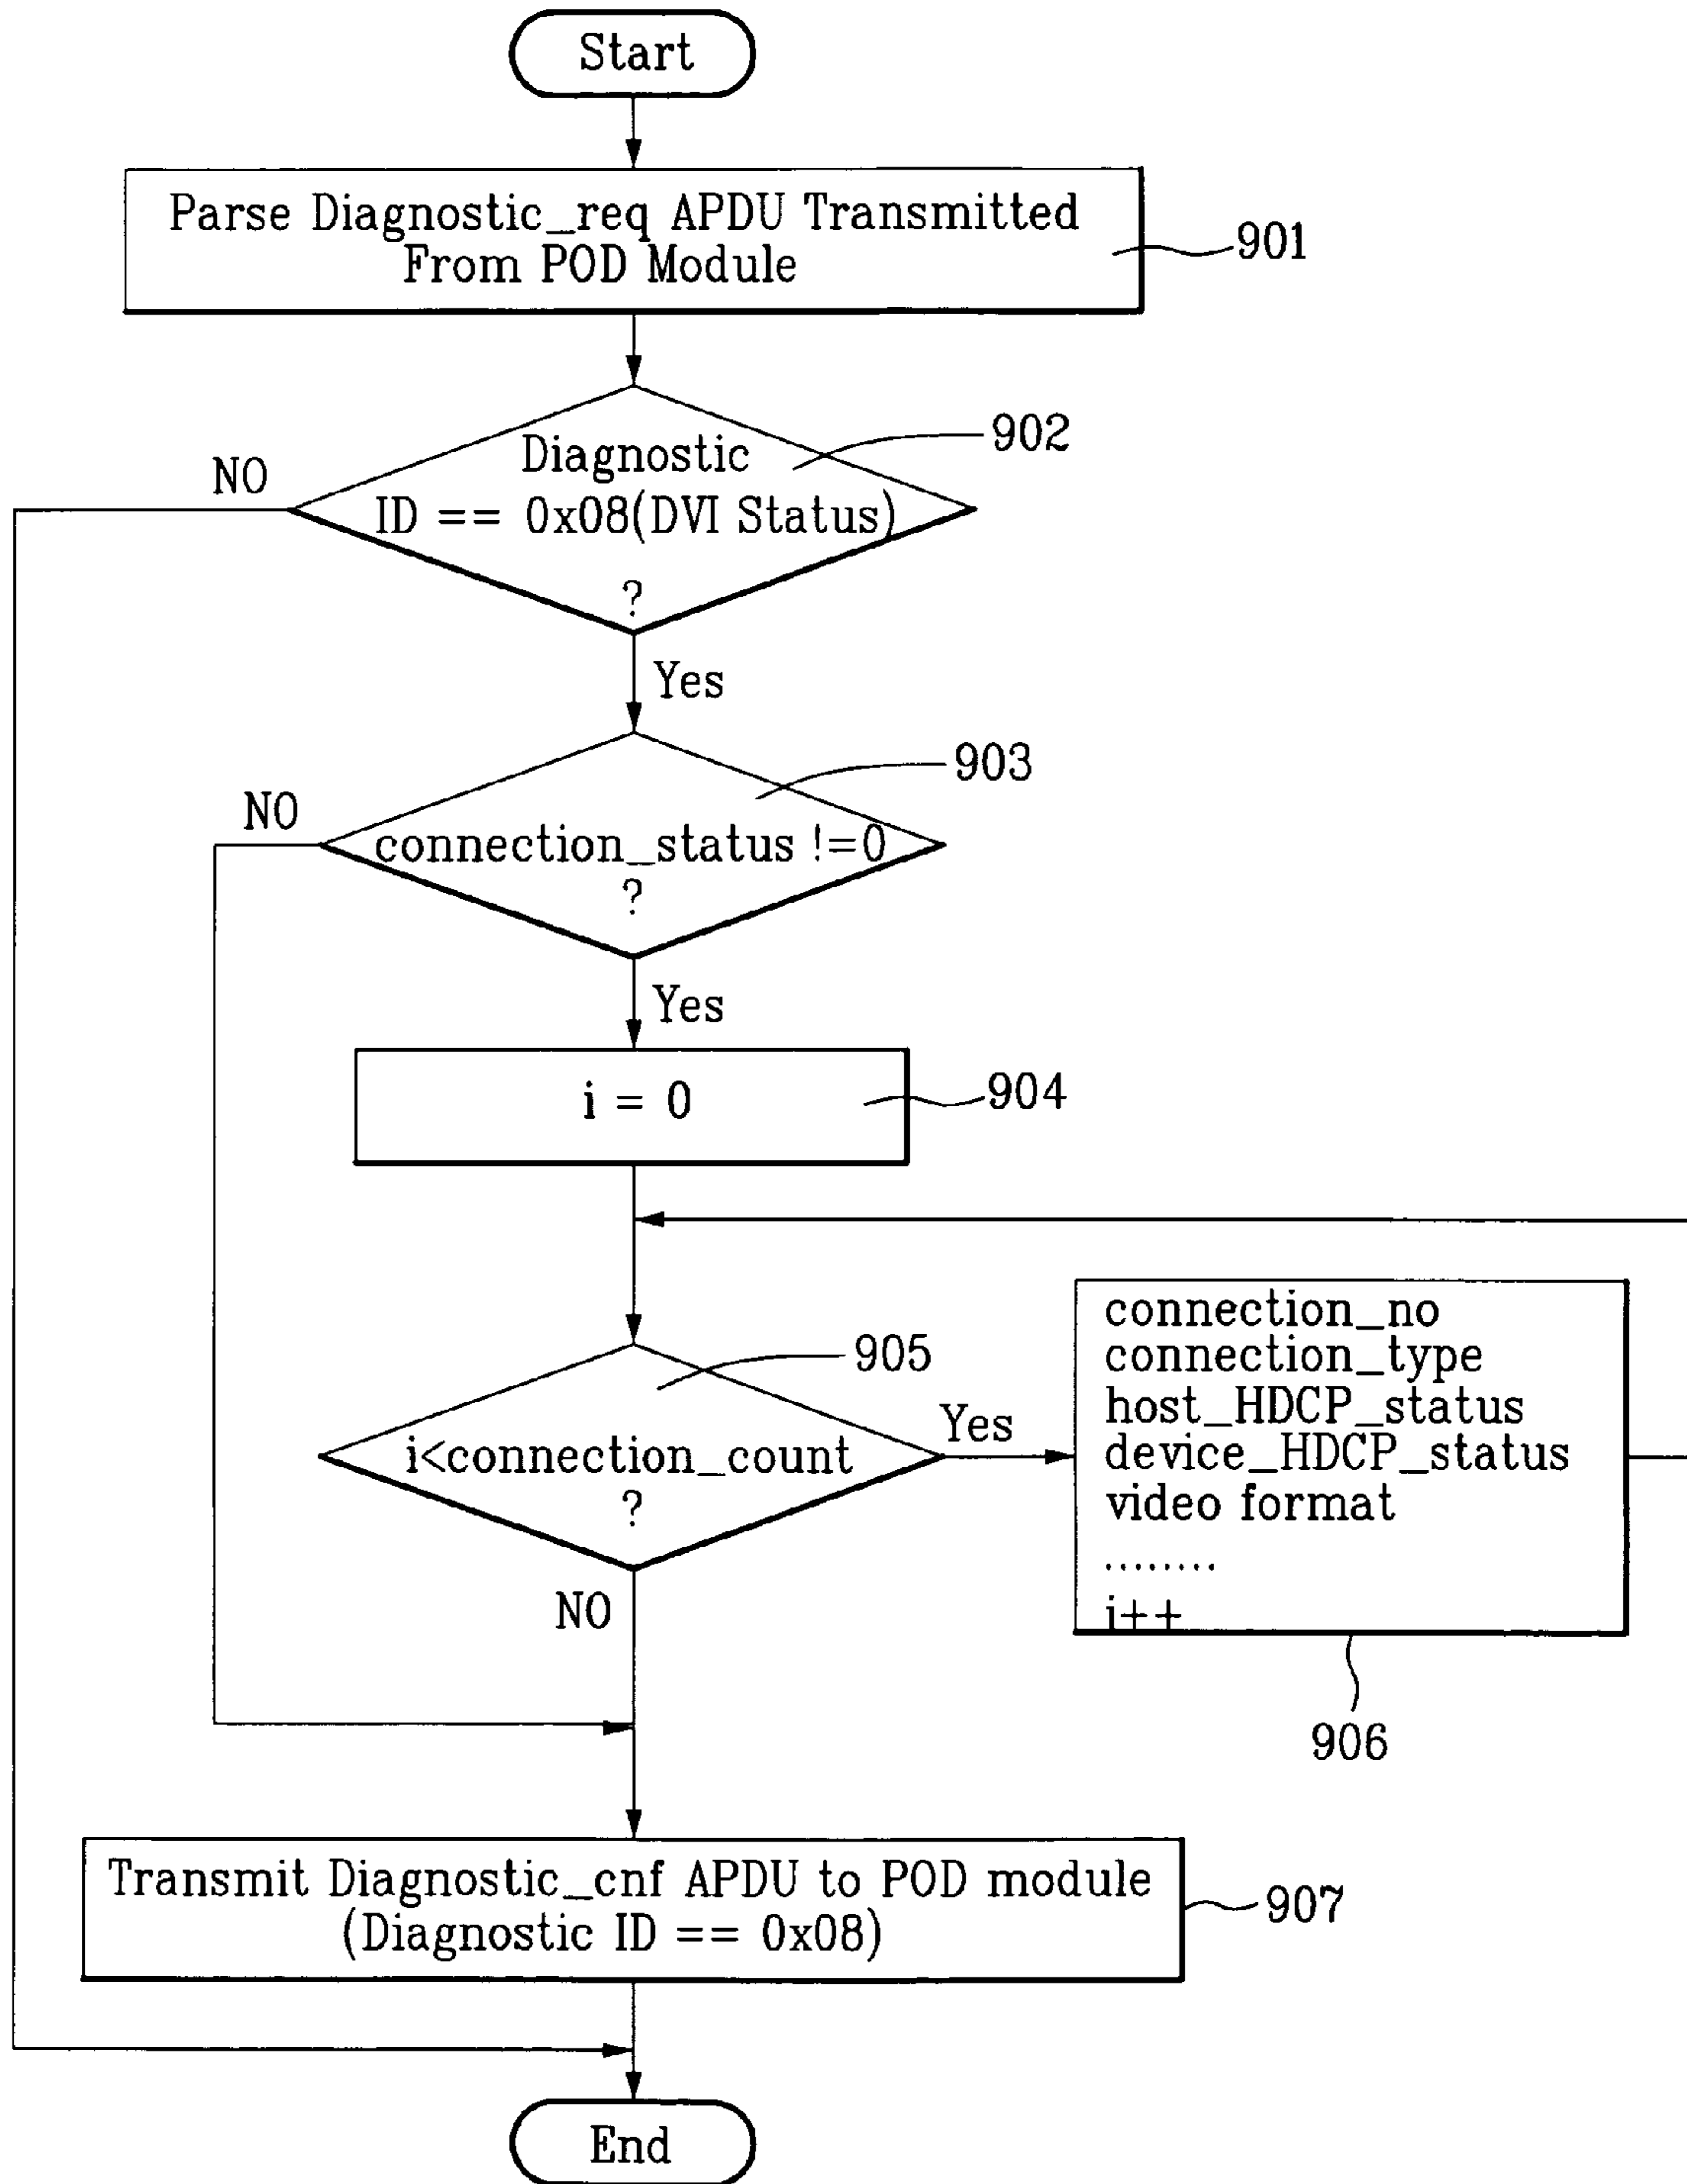 Start
Parse Diagnostic_req APDU Transmitted
From POD Module
901
902
Diagnostic
NO
ID == 0x08(DVI Status)
?
Yes
903
NO
connection_status !=0
?
Yes
i = 0
904
905
connection_no
connection_type
host_HDCP_status
device_HDCP_status
video format
........
i++
Yes
i<connection_count
?
NO
906
Transmit Diagnostic_cnf APDU to POD module
(Diagnostic ID == 0x08)
907
End